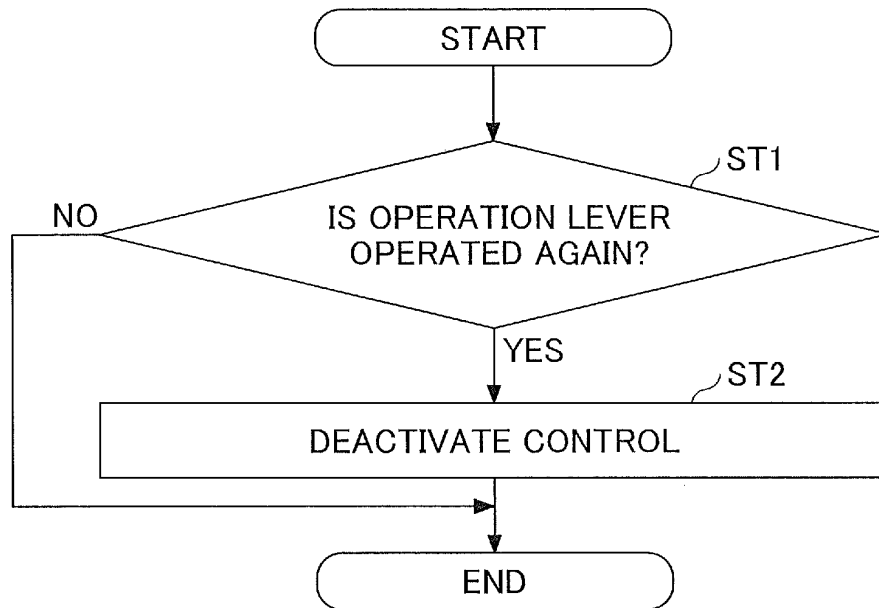 START
ST1
NO
IS OPERATION LEVER
OPERATED AGAIN?
YES
ST2
DEACTIVATE CONTROL
END